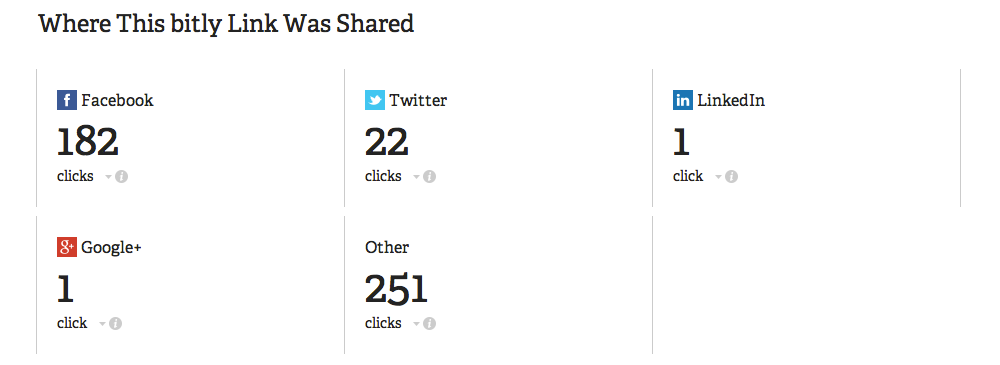 Where This bitly Link Was Shared
Facebook
182
clicks
Twitter
22
clicks
LinkedIn
1
click
Google+
1
click
Other
251
clicks